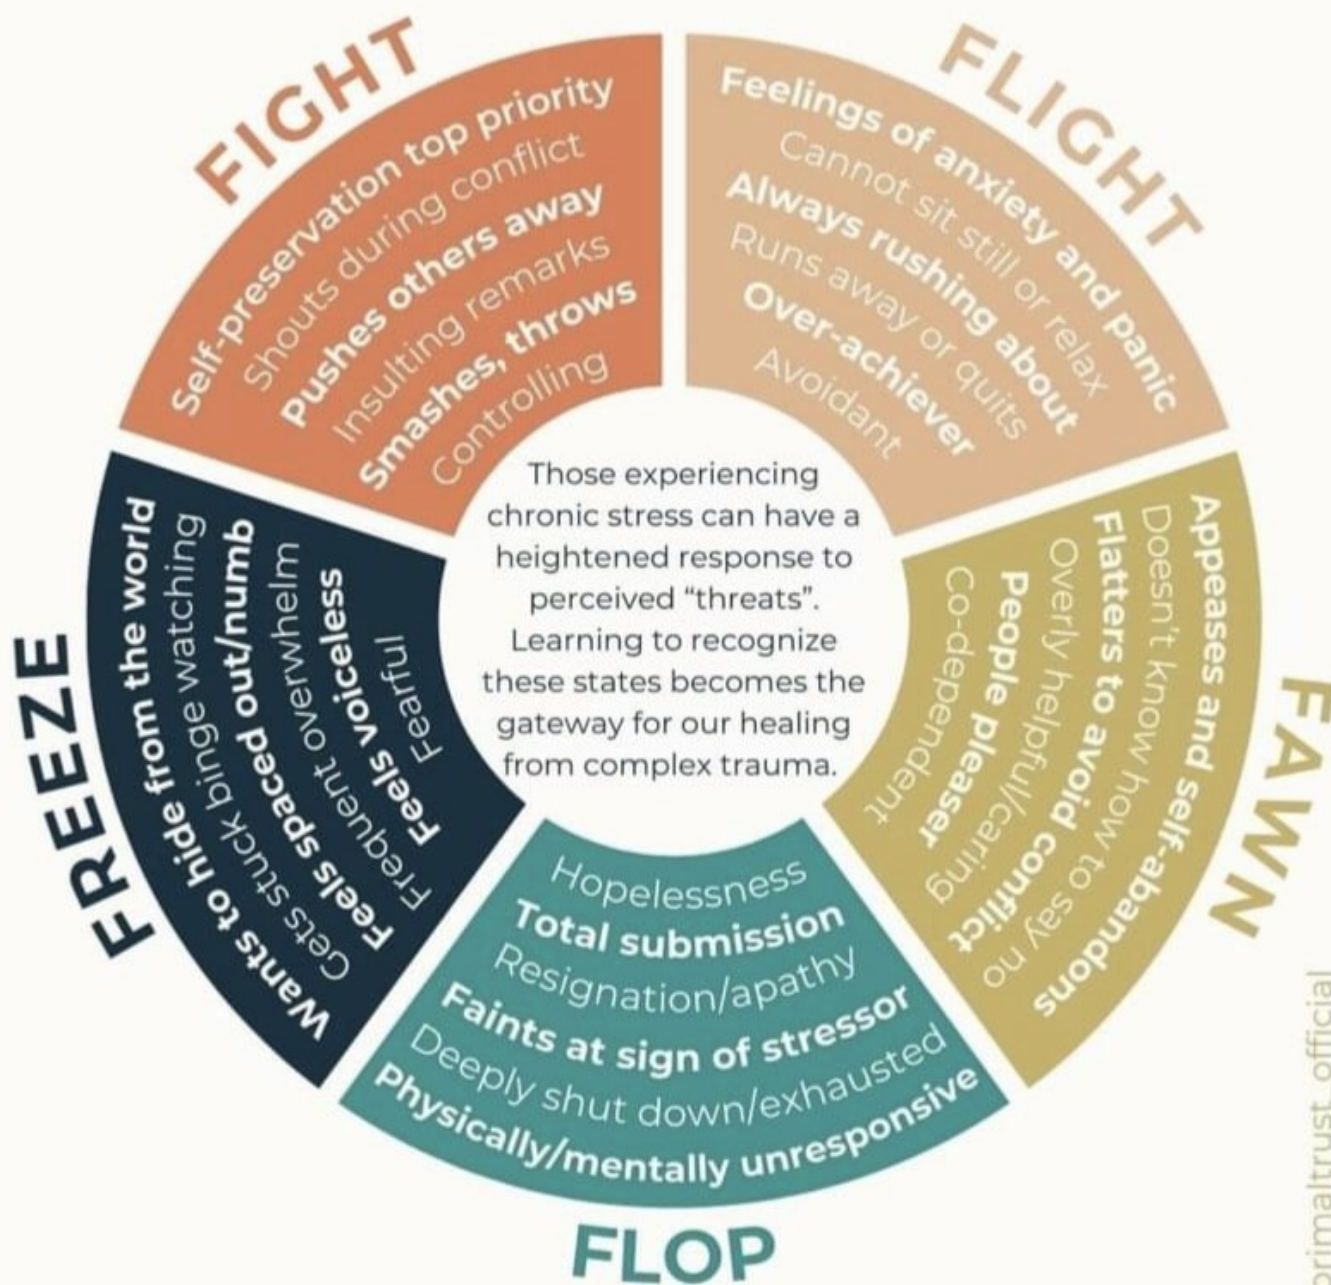 FIGHT
Self-preservation top priority
Shouts during conflict
Pushes others away
Insulting remarks
Smashes, throws
Controlling
FLIGHT
Feelings of anxiety and panic
Cannot sit still or relax
Always rushing about
Runs away or quits
Over-achiever
Avoidant
FAWN
Appeases and self-abandons
Doesn't know how to say no
Flatters to avoid conflict
Overly helpful/caring
People pleaser
Co-dependent
FLOP
Hopelessness
Total submission
Resignation/apathy
Faints at sign of stressor
Deeply shut down/exhausted
Physically/mentally unresponsive
FREEZE
Wants to hide from the world
Gets stuck binge watching
Feels spaced out/numb
Frequent overwhelm
Feels voiceless
Fearful
Those experiencing
chronic stress can have a
heightened response to
perceived “threats”.
Learning to recognize
these states becomes the
gateway for our healing
from complex trauma.
primaltrust_official